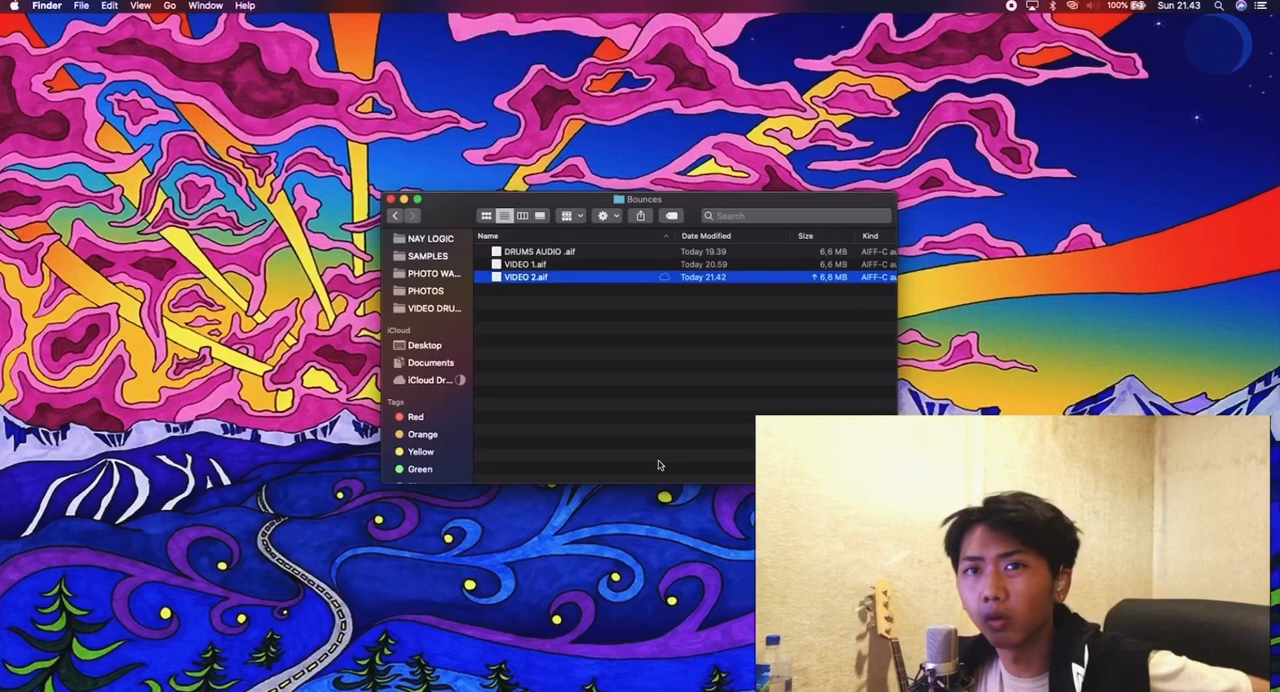 Finder File Edit View Go Window Help 100% Sun 21.43
Bounces
Search
Name Date Modified Size Kind
NAY LOGIC
SAMPLES
PHOTO WA...
PHOTOS
VIDEO DRU...
iCloud
Desktop
Documents
iCloud Dr...
Tags
Red
Orange
Yellow
Green
DRUMS AUDIO .aif Today 19.39 6,6 MB AIFF-C au
VIDEO 1.aif Today 20.59 6,6 MB AIFF-C au
VIDEO 2.aif Today 21.42 6,6 MB AIFF-C au